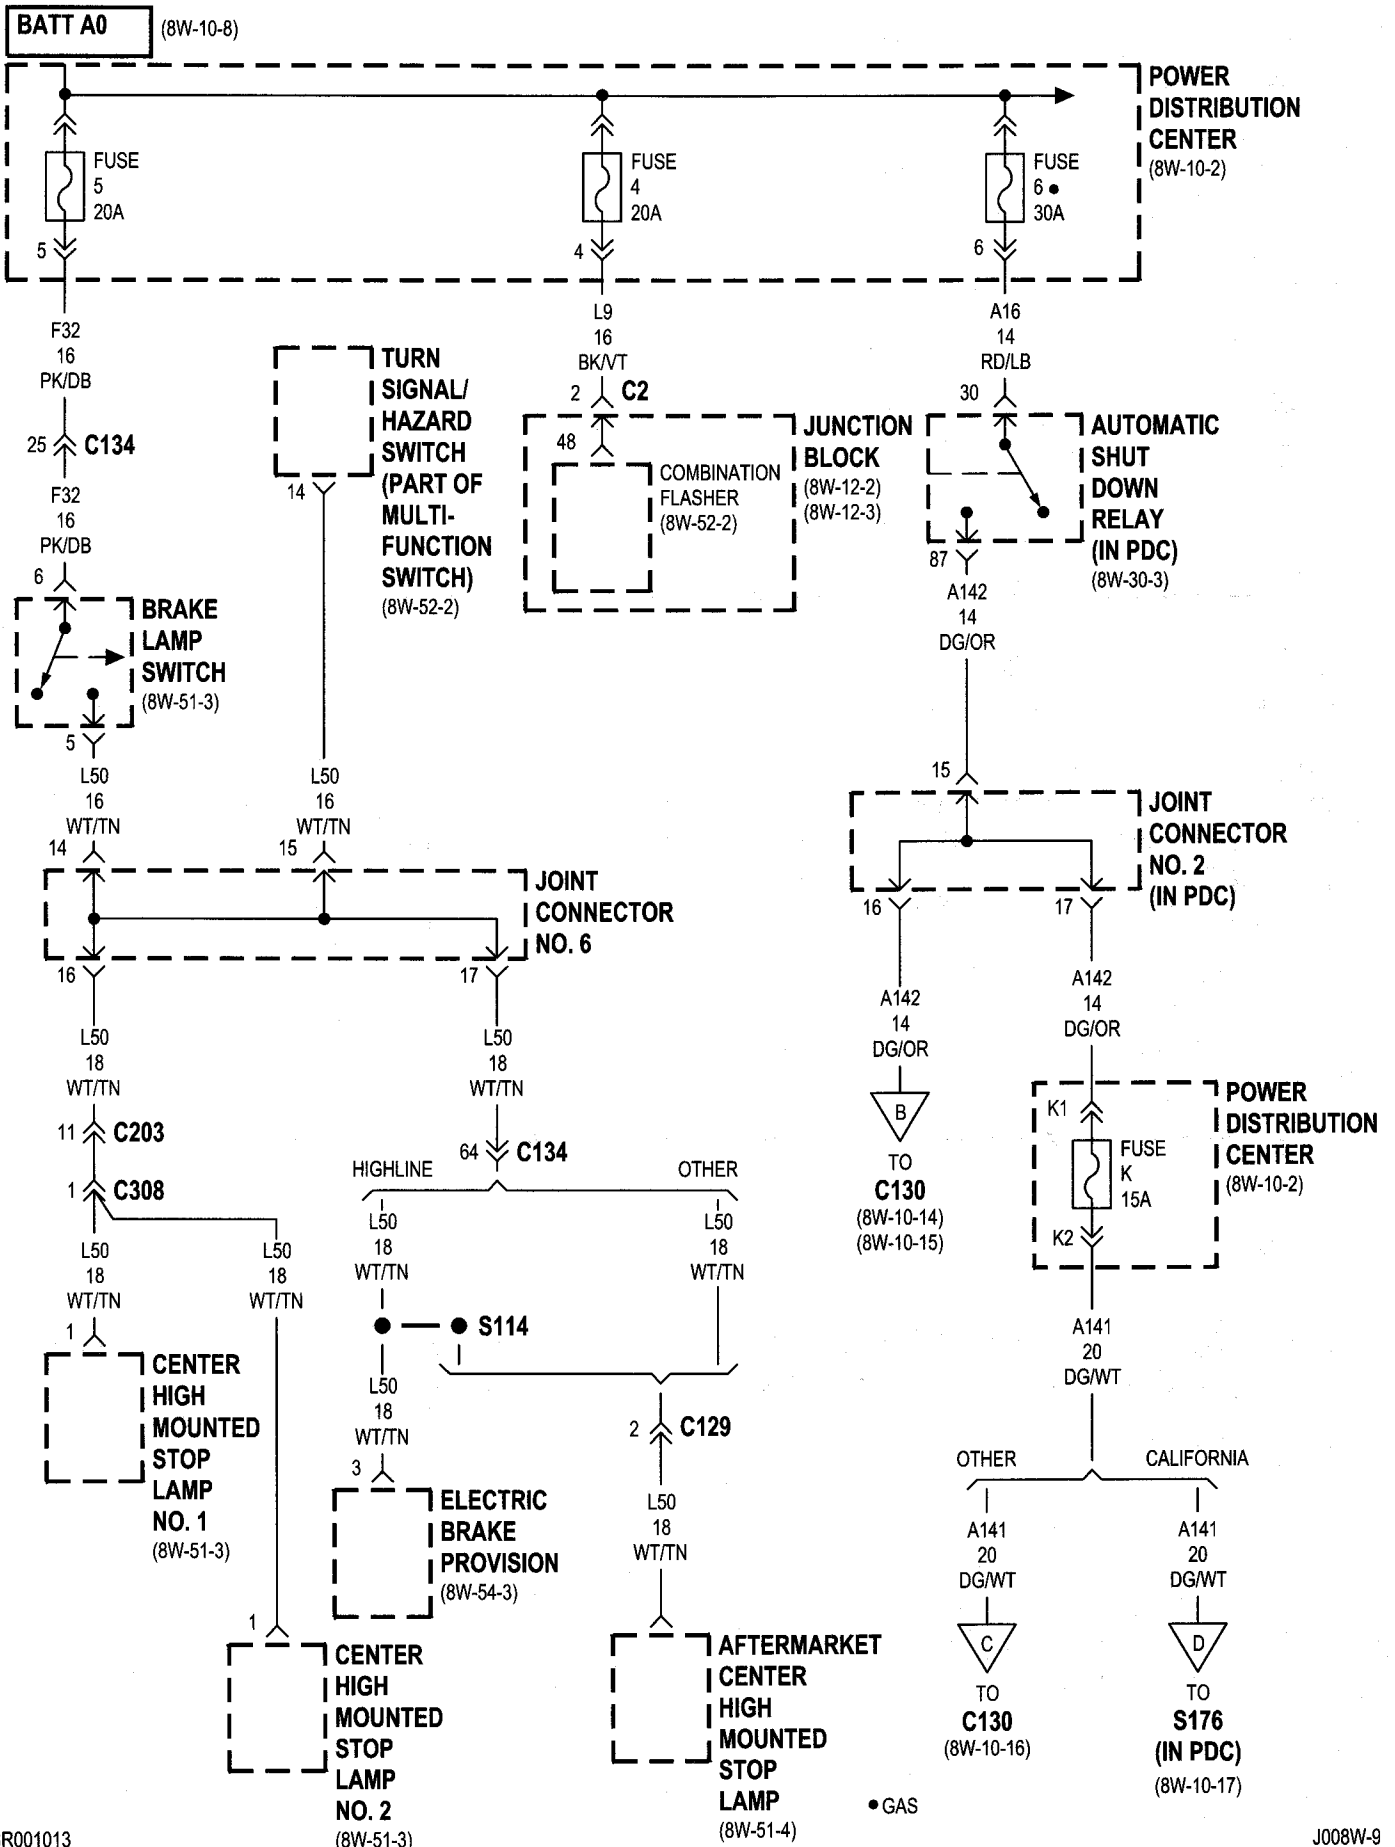 BATT A0
(8W-10-8)
POWER
DISTRIBUTION
CENTER
(8W-10-2)
FUSE
5
20A
5
FUSE
4
20A
4
FUSE
6 ●
30A
6
F32
16
PK/DB
25
C134
F32
16
PK/DB
6
BRAKE
LAMP
SWITCH
(8W-51-3)
5
L50
16
WT/TN
14
TURN
SIGNAL/
HAZARD
SWITCH
(PART OF
MULTI-
FUNCTION
SWITCH)
(8W-52-2)
14
L50
16
WT/TN
15
L9
16
BK/VT
2
C2
48
COMBINATION
FLASHER
(8W-52-2)
JUNCTION
BLOCK
(8W-12-2)
(8W-12-3)
A16
14
RD/LB
30
AUTOMATIC
SHUT
DOWN
RELAY
(IN PDC)
(8W-30-3)
87
A142
14
DG/OR
15
JOINT
CONNECTOR
NO. 2
(IN PDC)
16
17
JOINT
CONNECTOR
NO. 6
16
17
L50
18
WT/TN
11
C203
1
C308
L50
18
WT/TN
L50
18
WT/TN
1
CENTER
HIGH
MOUNTED
STOP
LAMP
NO. 1
(8W-51-3)
1
CENTER
HIGH
MOUNTED
STOP
LAMP
NO. 2
(8W-51-3)
L50
18
WT/TN
64
C134
HIGHLINE
OTHER
L50
18
WT/TN
L50
18
WT/TN
S114
L50
18
WT/TN
3
ELECTRIC
BRAKE
PROVISION
(8W-54-3)
2
C129
L50
18
WT/TN
AFTERMARKET
CENTER
HIGH
MOUNTED
STOP
LAMP
(8W-51-4)
A142
14
DG/OR
B
TO
C130
(8W-10-14)
(8W-10-15)
A142
14
DG/OR
K1
FUSE
K
15A
K2
POWER
DISTRIBUTION
CENTER
(8W-10-2)
A141
20
DG/WT
OTHER
CALIFORNIA
A141
20
DG/WT
C
TO
C130
(8W-10-16)
A141
20
DG/WT
D
TO
S176
(IN PDC)
(8W-10-17)
● GAS
R001013
J008W-9